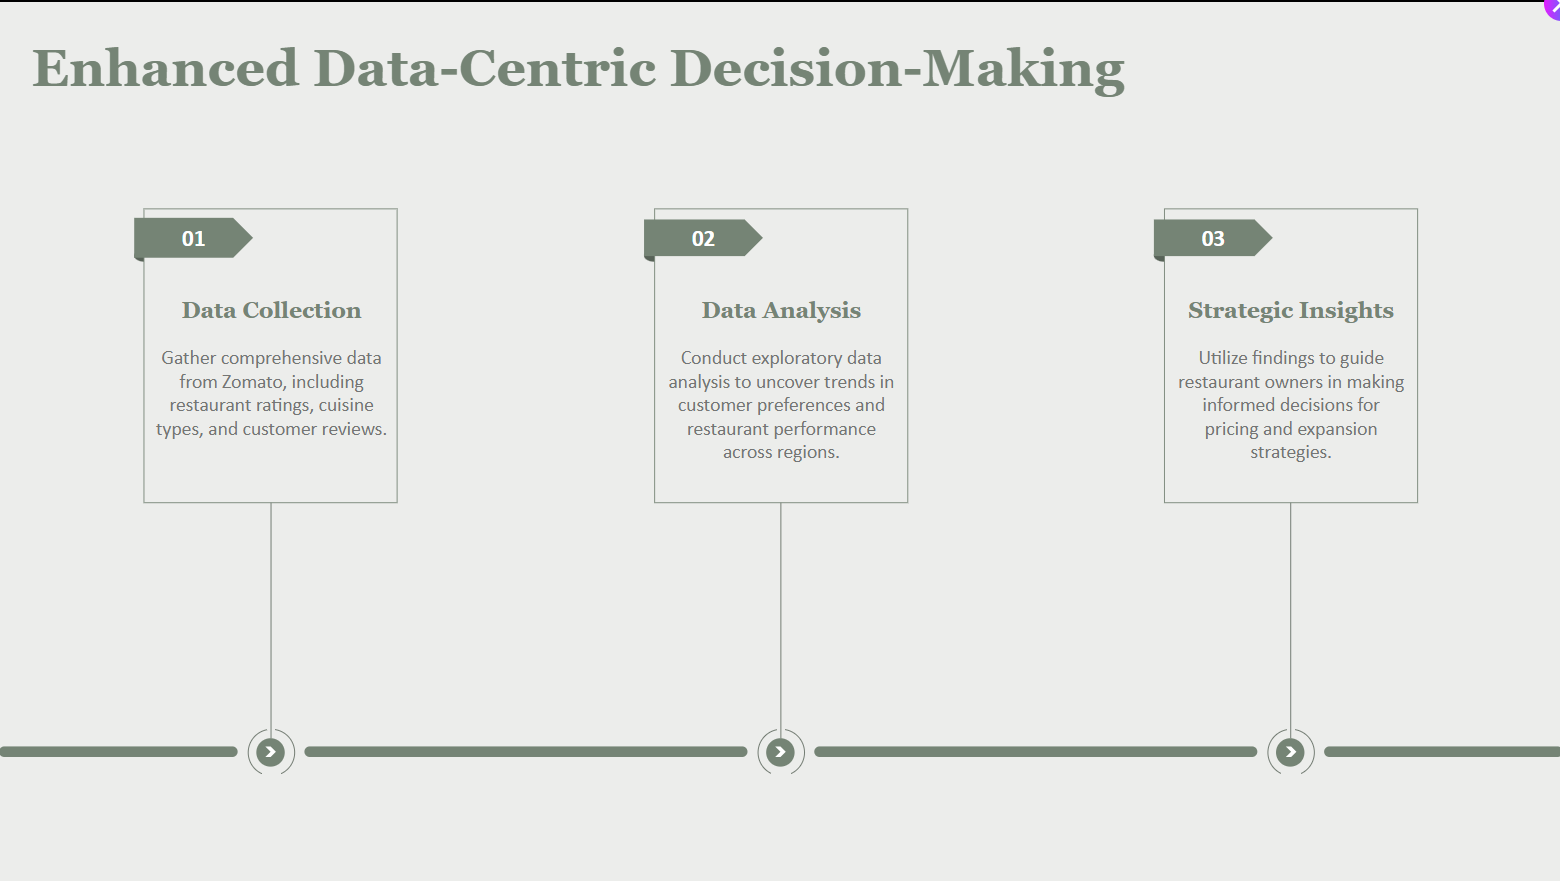 Enhanced Data-Centric Decision-Making
01
Data Collection
Gather comprehensive data
from Zomato, including
restaurant ratings, cuisine
types, and customer reviews.
02
Data Analysis
Conduct exploratory data
analysis to uncover trends in
customer preferences and
restaurant performance
across regions.
03
Strategic Insights
Utilize findings to guide
restaurant owners in making
informed decisions for
pricing and expansion
strategies.